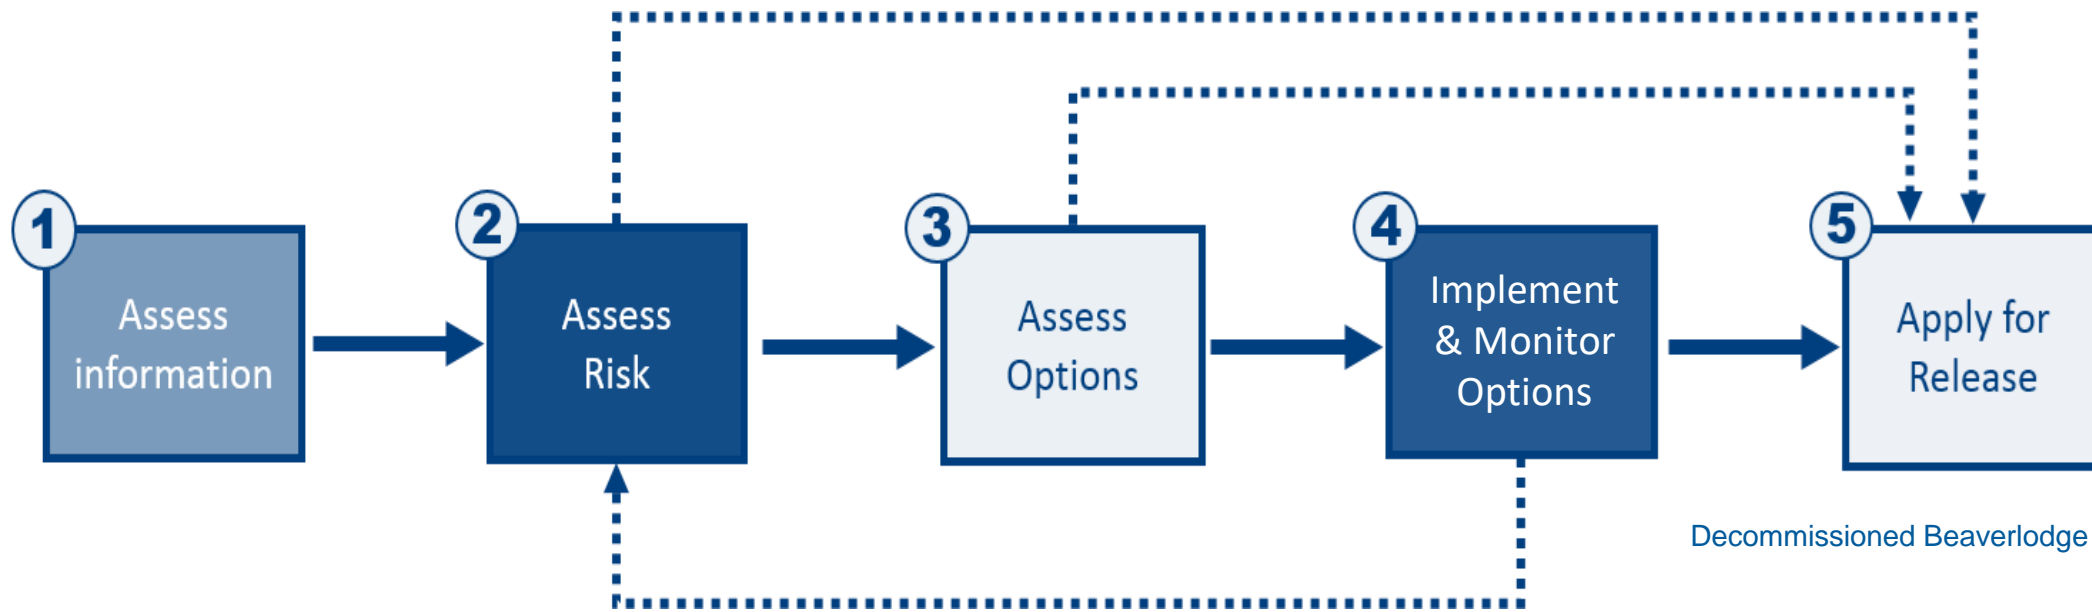 1
Assess
information
2
Assess
Risk
3
Assess
Options
4
Implement
& Monitor
Options
5
Apply for
Release
Decommissioned Beaverlodge